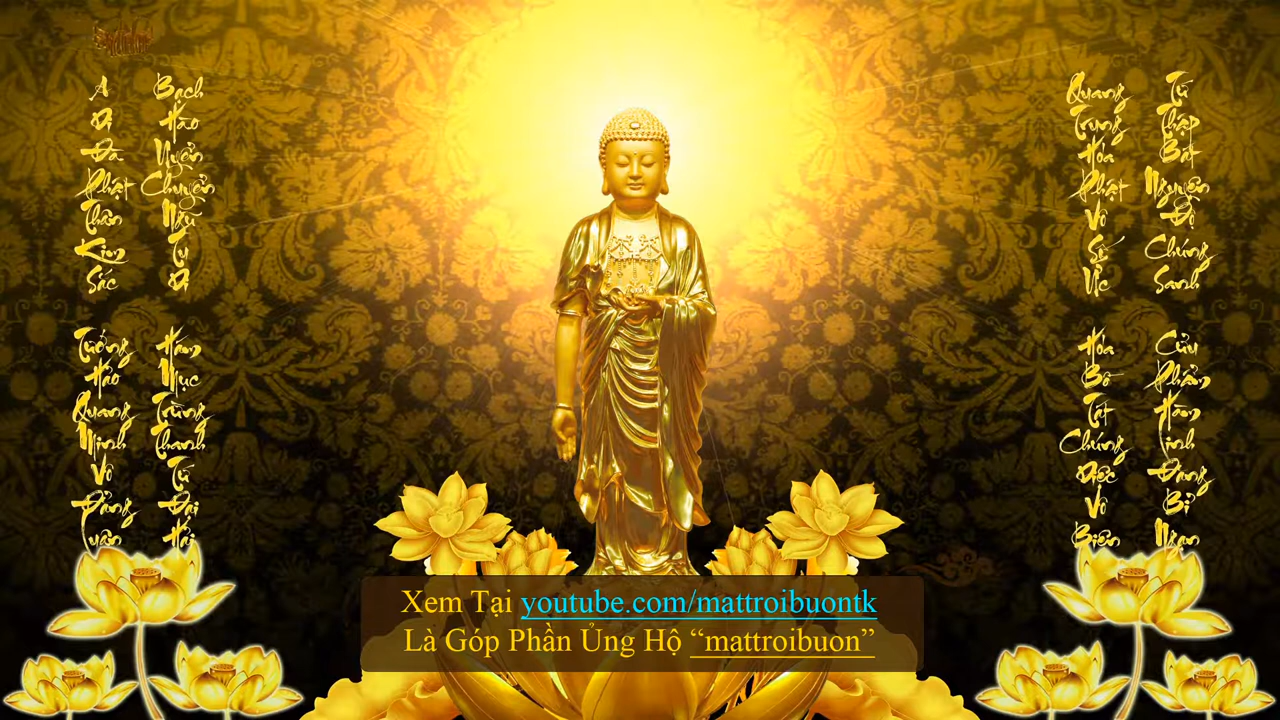 A Di Đà Phật Thân Kim Sắc
Tướng Hảo Quang Minh Vô Đẳng Luân
Bạch Hào Uyển Chuyển Ngũ Tu Di
Hám Mục Trừng Thanh Tứ Đại Hải
Quang Trung Hóa Phật Vô Số Ức
Hóa Bồ Tát Chúng Diệc Vô Biên
Tứ Thập Bát Nguyện Độ Chúng Sanh
Cửu Phẩm Hàm Linh Đăng Bỉ Ngạn
Xem Tại youtube.com/mattroibuontk
Là Góp Phần Ủng Hộ “mattroibuon”